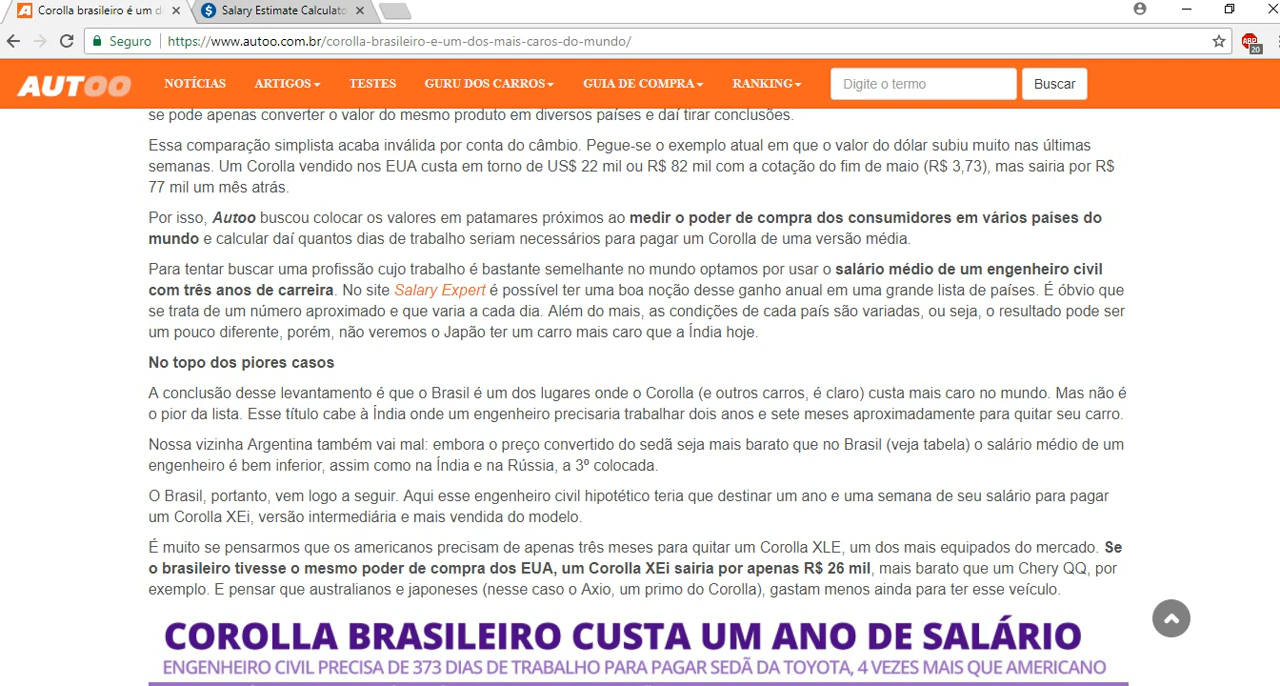 Corolla brasileiro é um d
Salary Estimate Calculato
Seguro
https://www.autoo.com.br/corolla-brasileiro-e-um-dos-mais-caros-do-mundo/
ABP
20
AUTOO
NOTÍCIAS
ARTIGOS
TESTES
GURU DOS CARROS
GUIA DE COMPRA
RANKING
Digite o termo
Buscar
se pode apenas converter o valor do mesmo produto em diversos países e daí tirar conclusões.
Essa comparação simplista acaba inválida por conta do câmbio. Pegue-se o exemplo atual em que o valor do dólar subiu muito nas últimas
semanas. Um Corolla vendido nos EUA custa em torno de US$ 22 mil ou R$ 82 mil com a cotação do fim de maio (R$ 3,73), mas sairia por R$
77 mil um mês atrás.
Por isso, Autoo buscou colocar os valores em patamares próximos ao medir o poder de compra dos consumidores em vários países do
mundo e calcular daí quantos dias de trabalho seriam necessários para pagar um Corolla de uma versão média.
Para tentar buscar uma profissão cujo trabalho é bastante semelhante no mundo optamos por usar o salário médio de um engenheiro civil
com três anos de carreira. No site Salary Expert é possível ter uma boa noção desse ganho anual em uma grande lista de países. É óbvio que
se trata de um número aproximado e que varia a cada dia. Além do mais, as condições de cada país são variadas, ou seja, o resultado pode ser
um pouco diferente, porém, não veremos o Japão ter um carro mais caro que a Índia hoje.
No topo dos piores casos
A conclusão desse levantamento é que o Brasil é um dos lugares onde o Corolla (e outros carros, é claro) custa mais caro no mundo. Mas não é
o pior da lista. Esse título cabe à Índia onde um engenheiro precisaria trabalhar dois anos e sete meses aproximadamente para quitar seu carro.
Nossa vizinha Argentina também vai mal: embora o preço convertido do sedã seja mais barato que no Brasil (veja tabela) o salário médio de um
engenheiro é bem inferior, assim como na Índia e na Rússia, a 3º colocada.
O Brasil, portanto, vem logo a seguir. Aqui esse engenheiro civil hipotético teria que destinar um ano e uma semana de seu salário para pagar
um Corolla XEi, versão intermediária e mais vendida do modelo.
É muito se pensarmos que os americanos precisam de apenas três meses para quitar um Corolla XLE, um dos mais equipados do mercado. Se
o brasileiro tivesse o mesmo poder de compra dos EUA, um Corolla XEi sairia por apenas R$ 26 mil, mais barato que um Chery QQ, por
exemplo. E pensar que australianos e japoneses (nesse caso o Axio, um primo do Corolla), gastam menos ainda para ter esse veículo.
COROLLA BRASILEIRO CUSTA UM ANO DE SALÁRIO
ENGENHEIRO CIVIL PRECISA DE 373 DIAS DE TRABALHO PARA PAGAR SEDÃ DA TOYOTA, 4 VEZES MAIS QUE AMERICANO